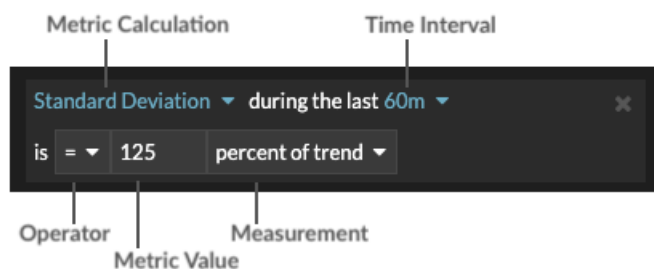 Metric Calculation Time Interval
Standard Deviation during the last 60m
is = 125 percent of trend
Operator Measurement
Metric Value